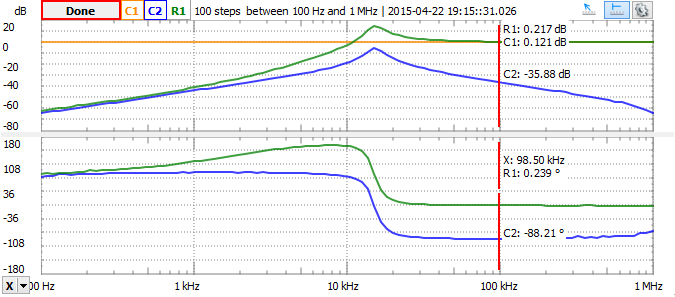 dB Done C1 C2 R1 100 steps between 100 Hz and 1 MHz | 2015-04-22 19:15:31.026
20
0
-20
-40
-60
-80
R1: 0.217 dB
C1: 0.121 dB
C2: -35.88 dB
180
108
36
-36
-108
-180
X: 98.50 kHz
R1: 0.239 °
C2: -88.21 °
X 00 Hz 1 kHz 10 kHz 100 kHz 1 MHz